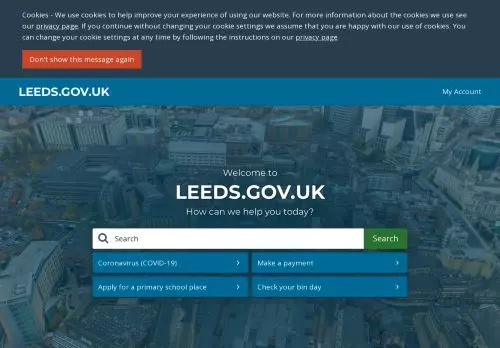 Cookies - We use cookies to help improve your experience of using our website. For more information about the cookies we use see
our privacy page. If you continue without changing your cookie settings we assume that you are happy with our use of cookies. You
can change your cookie settings at any time by following the instructions on our privacy page
Don't show this message again
LEEDS.GOV.UK My Account
Welcome to
LEEDS.GOV.UK
How can we help you today?
Search Search
Coronavirus (COVID-19) Make a payment
Apply for a primary school place Check your bin day